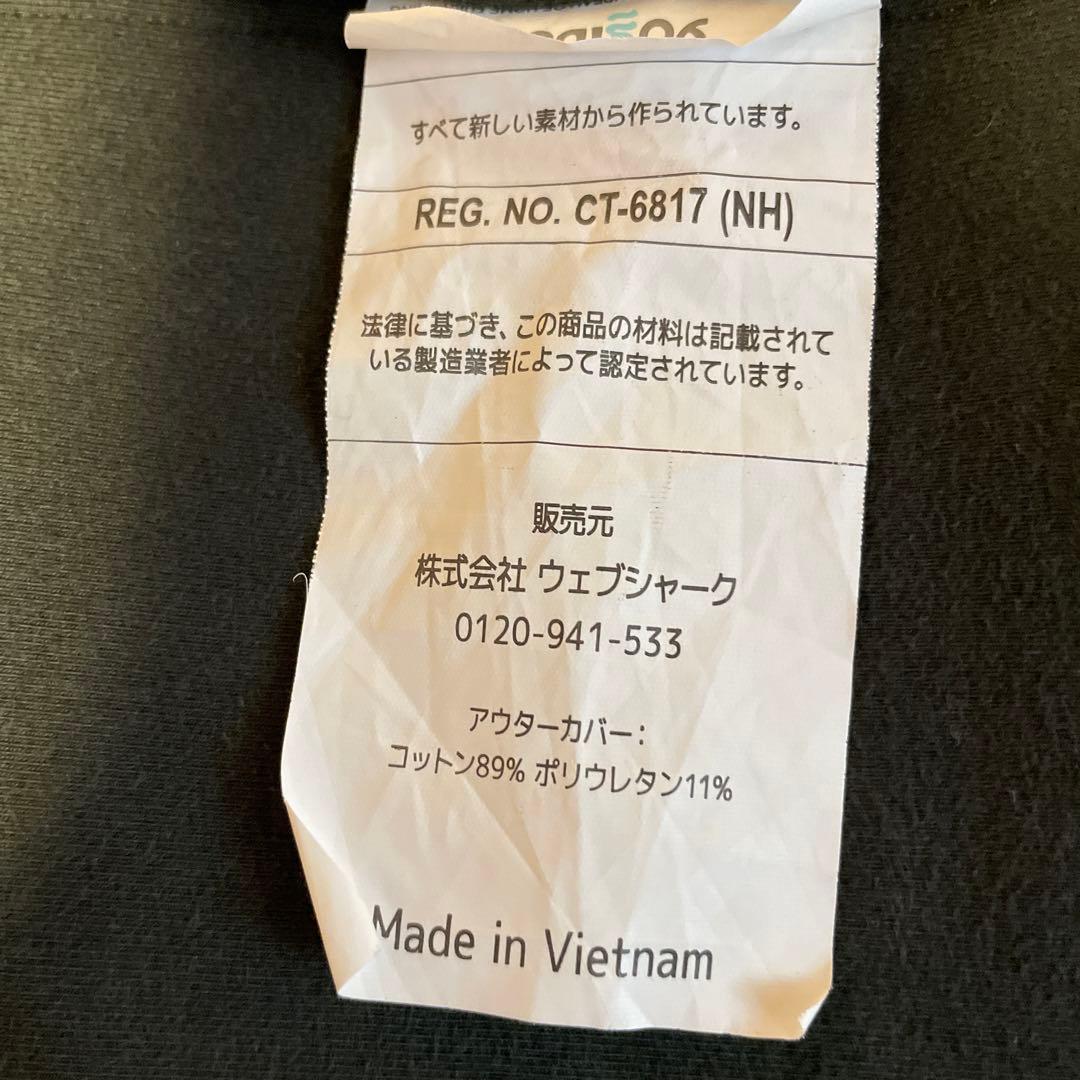 すべて新しい素材から作られています。
REG. NO. CT-6817 (NH)
法律に基づき、この商品の材料は記載されて
いる製造業者によって認定されています。
販売元
株式会社 ウェブシャーク
0120-941-533
アウターカバー：
コットン89% ポリウレタン11%
Made in Vietnam